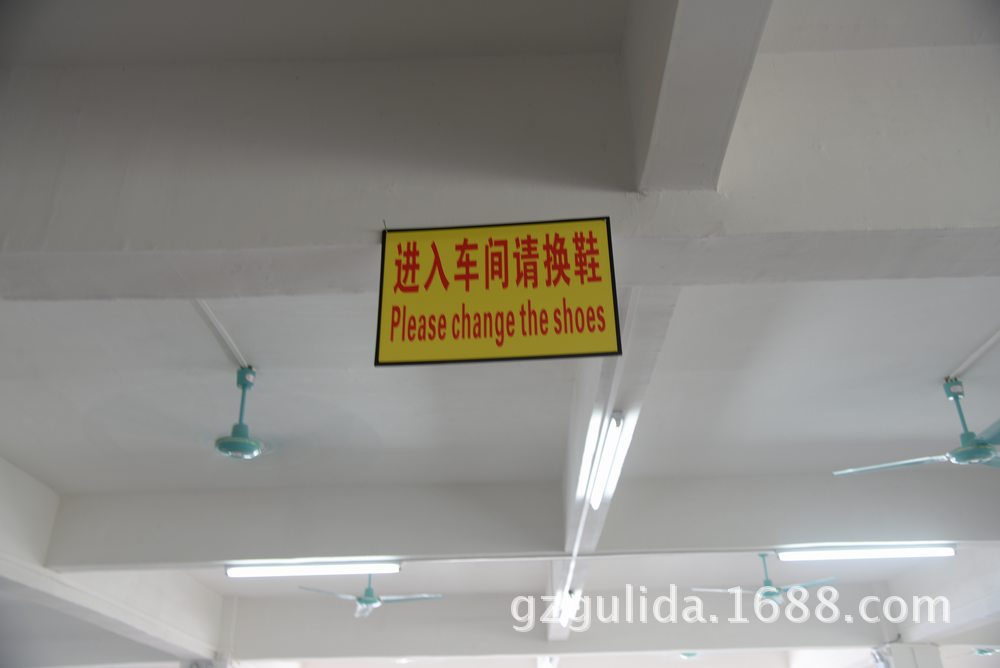 进入车间请换鞋
Please change the shoes
gzgulida.1688.com